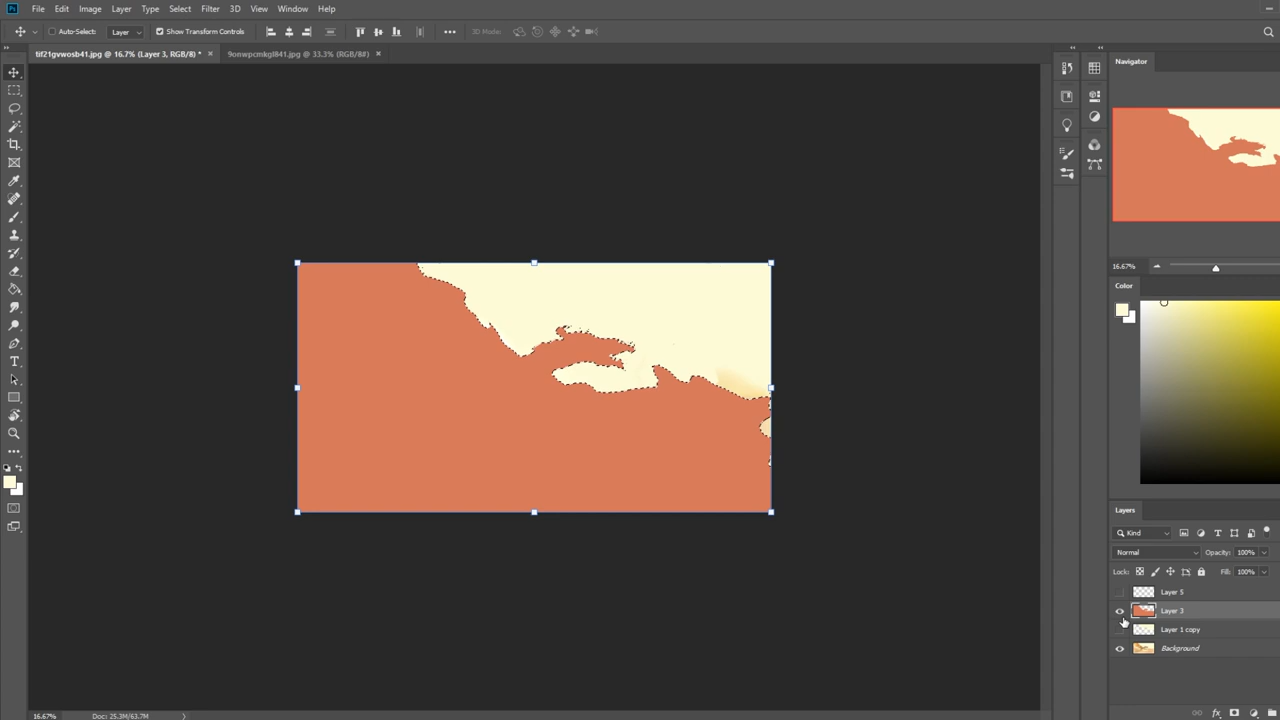 Ps File Edit Image Layer Type Select Filter 3D View Window Help
Auto-Select: Layer Show Transform Controls 3D Mode:
tif21gvwosb41.jpg @ 16.7% (Layer 3, RGB/8) * × 9onwpcmkgl841.jpg @ 33.3% (RGB/8#) ×
Navigator
16.67%
Color
Layers
Kind
Normal Opacity: 100%
Lock: Fill: 100%
Layer 5
Layer 3
Layer 1 copy
Background
16.67% Doc: 25.3M/63.7M